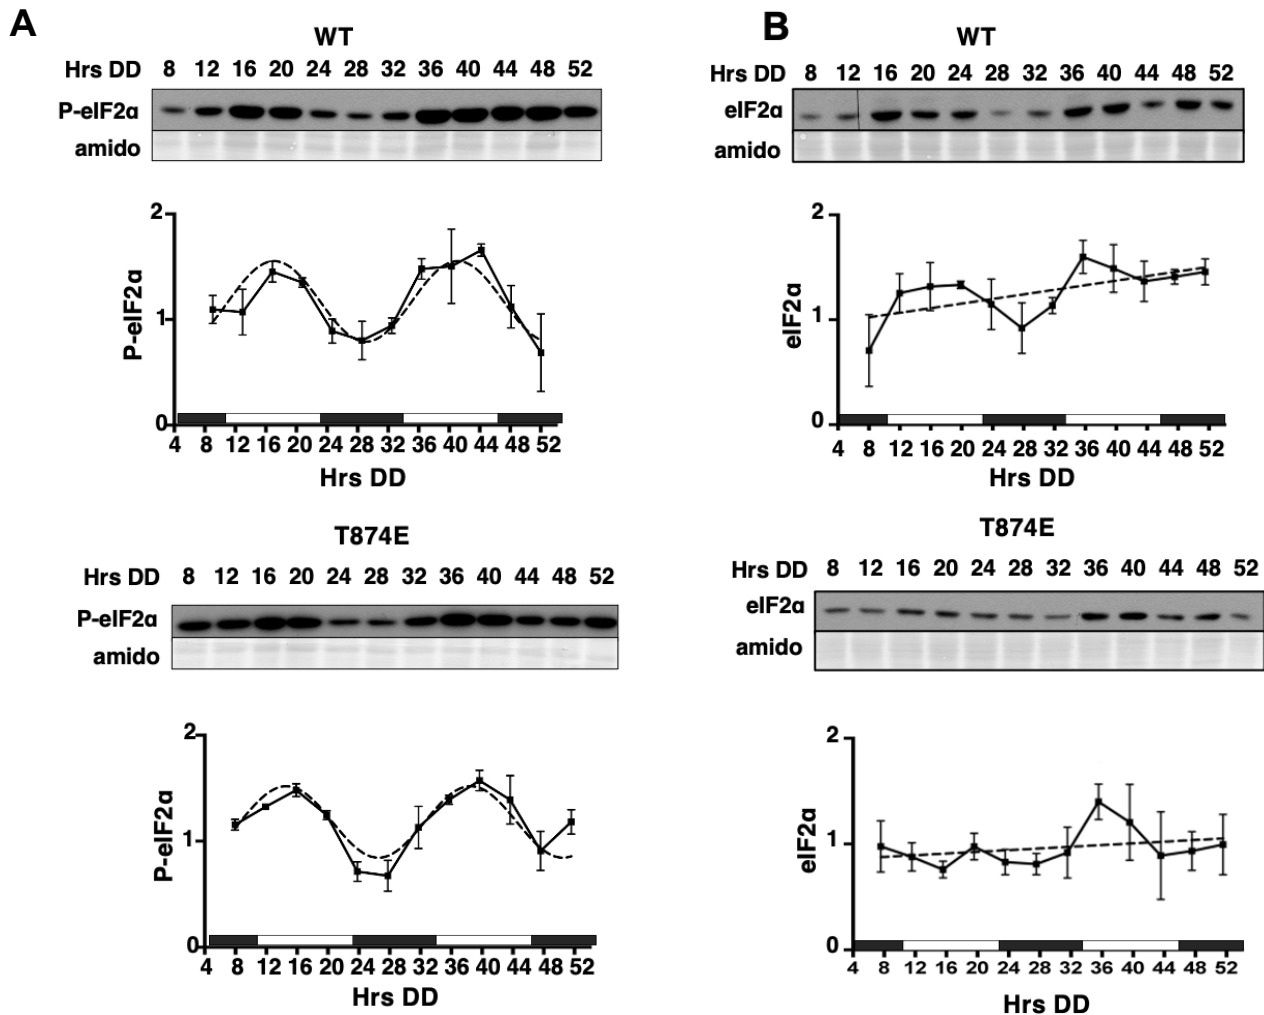 A
WT
Hrs DD 8 12 16 20 24 28 32 36 40 44 48 52
P-eIF2α
amido
2
1
0
P-eIF2α
4 8 12 16 20 24 28 32 36 40 44 48 52
Hrs DD
T874E
Hrs DD 8 12 16 20 24 28 32 36 40 44 48 52
P-eIF2α
amido
2
1
0
P-eIF2α
4 8 12 16 20 24 28 32 36 40 44 48 52
Hrs DD
B
WT
Hrs DD 8 12 16 20 24 28 32 36 40 44 48 52
eIF2α
amido
2
1
0
eIF2α
4 8 12 16 20 24 28 32 36 40 44 48 52
Hrs DD
T874E
Hrs DD 8 12 16 20 24 28 32 36 40 44 48 52
eIF2α
amido
2
1
0
eIF2α
4 8 12 16 20 24 28 32 36 40 44 48 52
Hrs DD